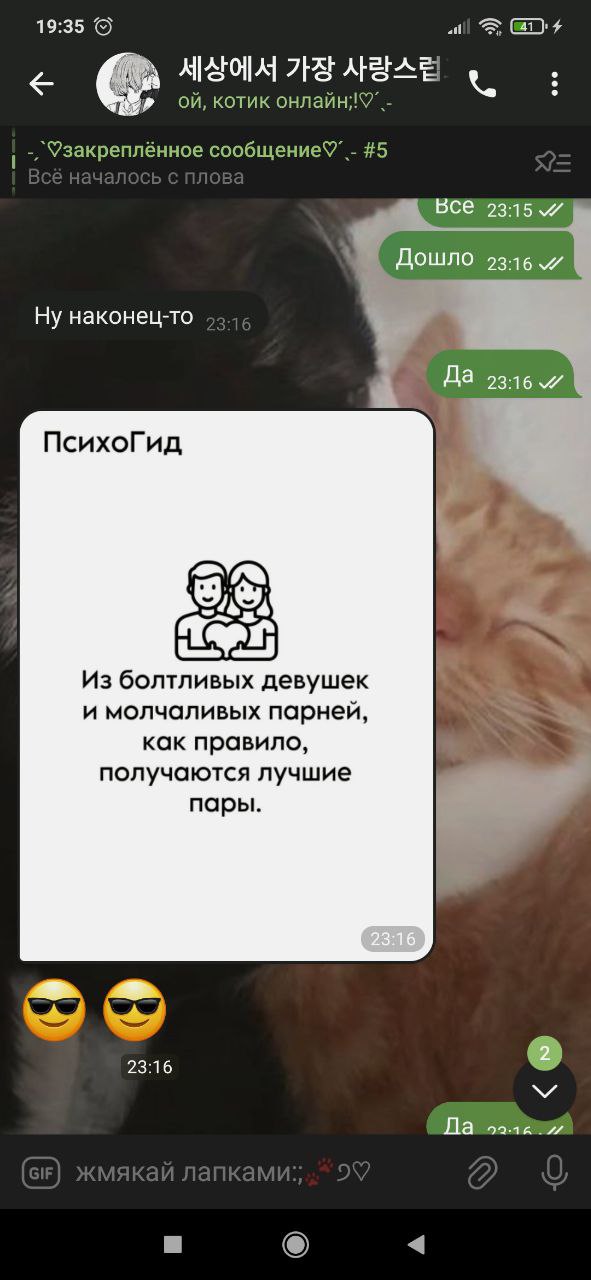 19:35
41
세상에서 가장 사랑스럽
ой, котик онлайн;!♡´ˎ-
-ˏˋ♡закреплённое сообщение♡´ˎ- #5
Всё началось с плова
Все 23:15
Дошло 23:16
Ну наконец-то 23:16
Да 23:16
ПсихоГид
Из болтливых девушек
и молчаливых парней,
как правило,
получаются лучшие
пары.
23:16
23:16
2
Да 23:16
GIF жмякай лапками:;🐾੭♡